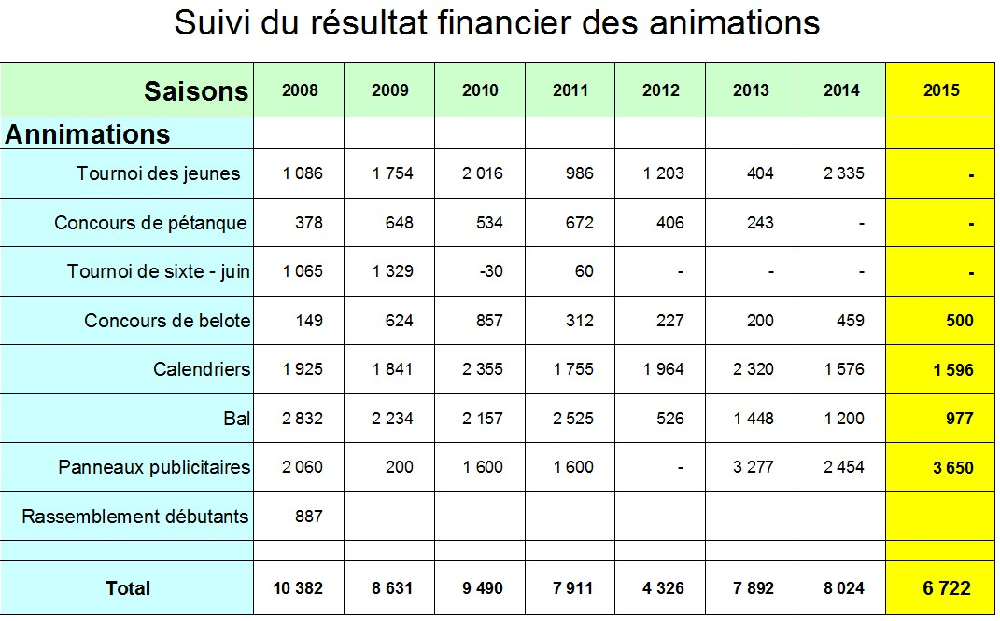 Suivi du résultat financier des animations
Saisons 2008 2009 2010 2011 2012 2013 2014 2015
Annimations
Tournoi des jeunes 1 086 1 754 2 016 986 1 203 404 2 335 -
Concours de pétanque 378 648 534 672 406 243 - -
Tournoi de sixte - juin 1 065 1 329 -30 60 - - - -
Concours de belote 149 624 857 312 227 200 459 500
Calendriers 1 925 1 841 2 355 1 755 1 964 2 320 1 576 1 596
Bal 2 832 2 234 2 157 2 525 526 1 448 1 200 977
Panneaux publicitaires 2 060 200 1 600 1 600 - 3 277 2 454 3 650
Rassemblement débutants 887
Total 10 382 8 631 9 490 7 911 4 326 7 892 8 024 6 722